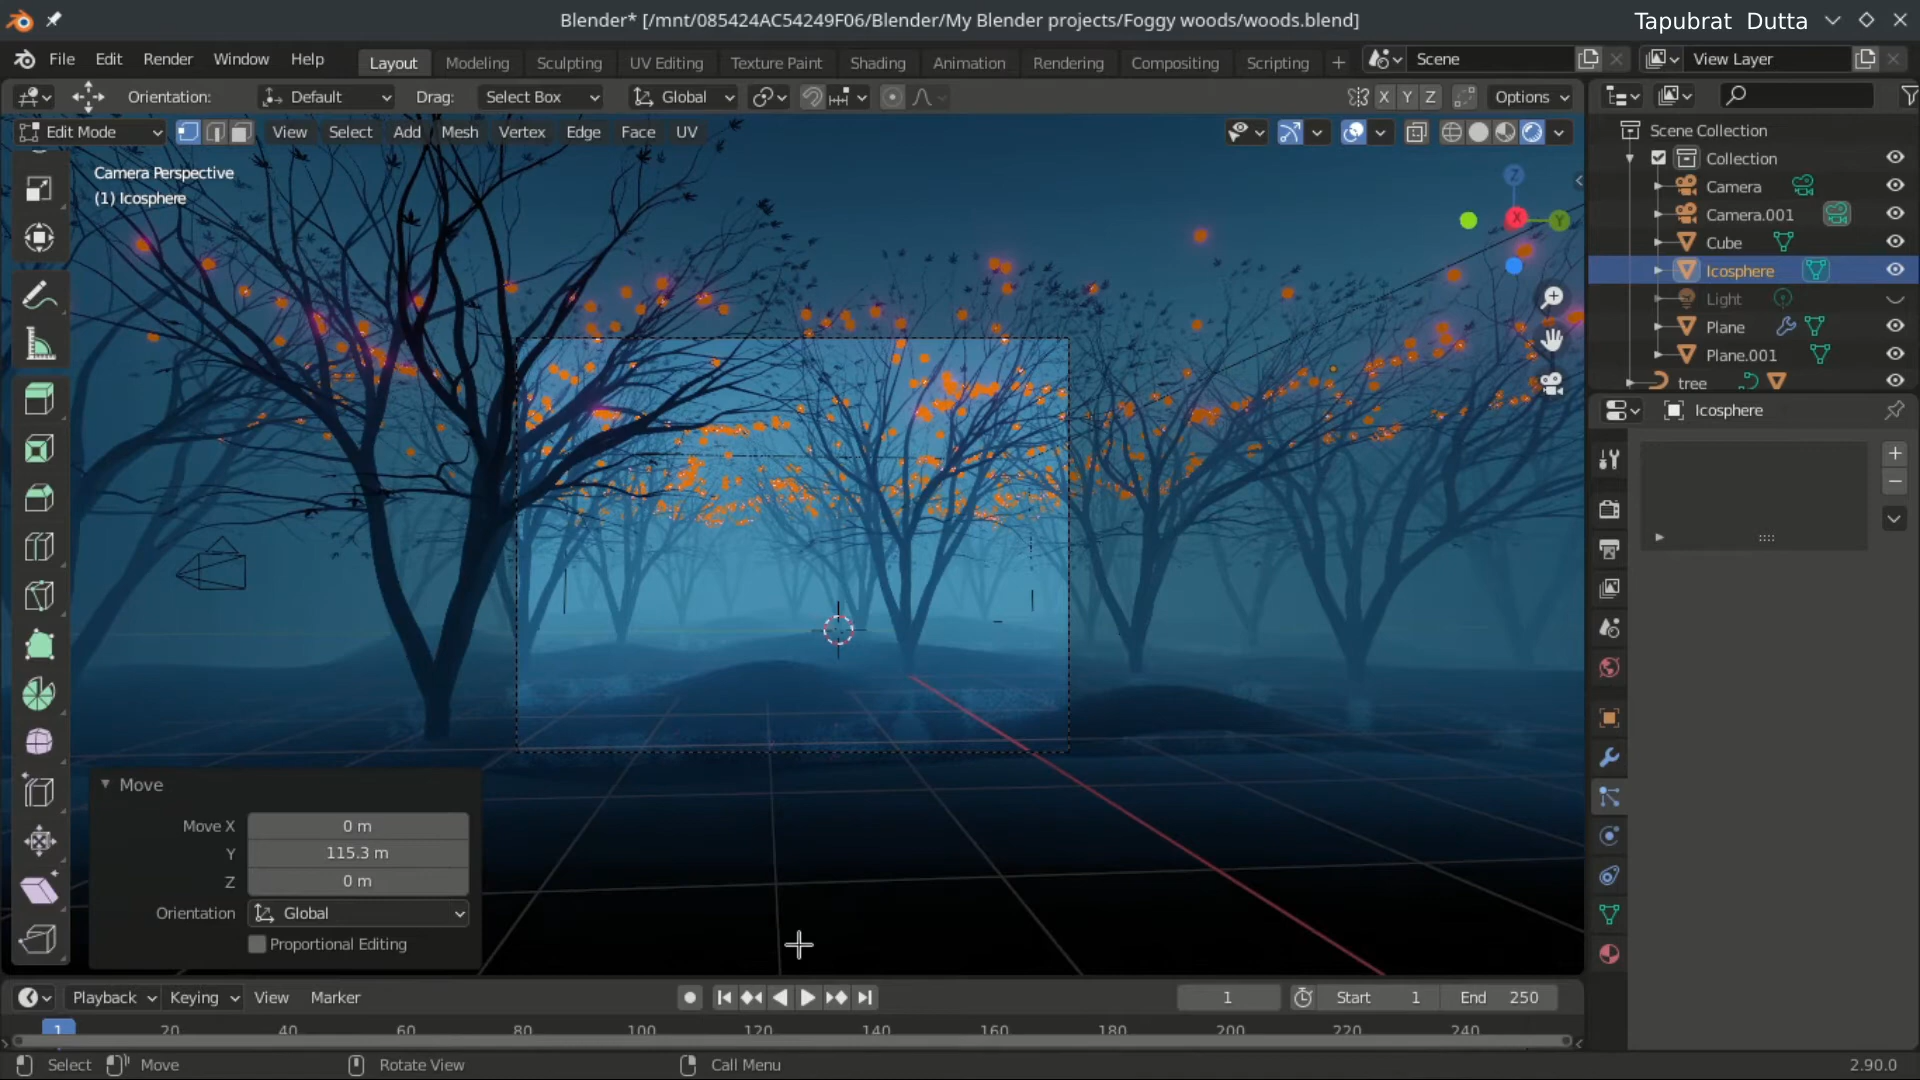 Blender* [/mnt/085424AC54249F06/Blender/My Blender projects/Foggy woods/woods.blend]
Tapubrat Dutta
File Edit Render Window Help
Layout Modeling Sculpting UV Editing Texture Paint Shading Animation Rendering Compositing Scripting +
Scene
View Layer
Orientation: Default Drag: Select Box Global
X Y Z Options
Edit Mode View Select Add Mesh Vertex Edge Face UV
Camera Perspective
(1) Icosphere
Z
X
Y
Scene Collection
Collection
Camera
Camera.001
Cube
Icosphere
Light
Plane
Plane.001
tree
Icosphere
Move
Move X 0 m
Y 115.3 m
Z 0 m
Orientation Global
Proportional Editing
Playback Keying View Marker
1 Start 1 End 250
1 20 40 60 80 100 120 140 160 180 200 220 240
Select Move Rotate View Call Menu 2.90.0